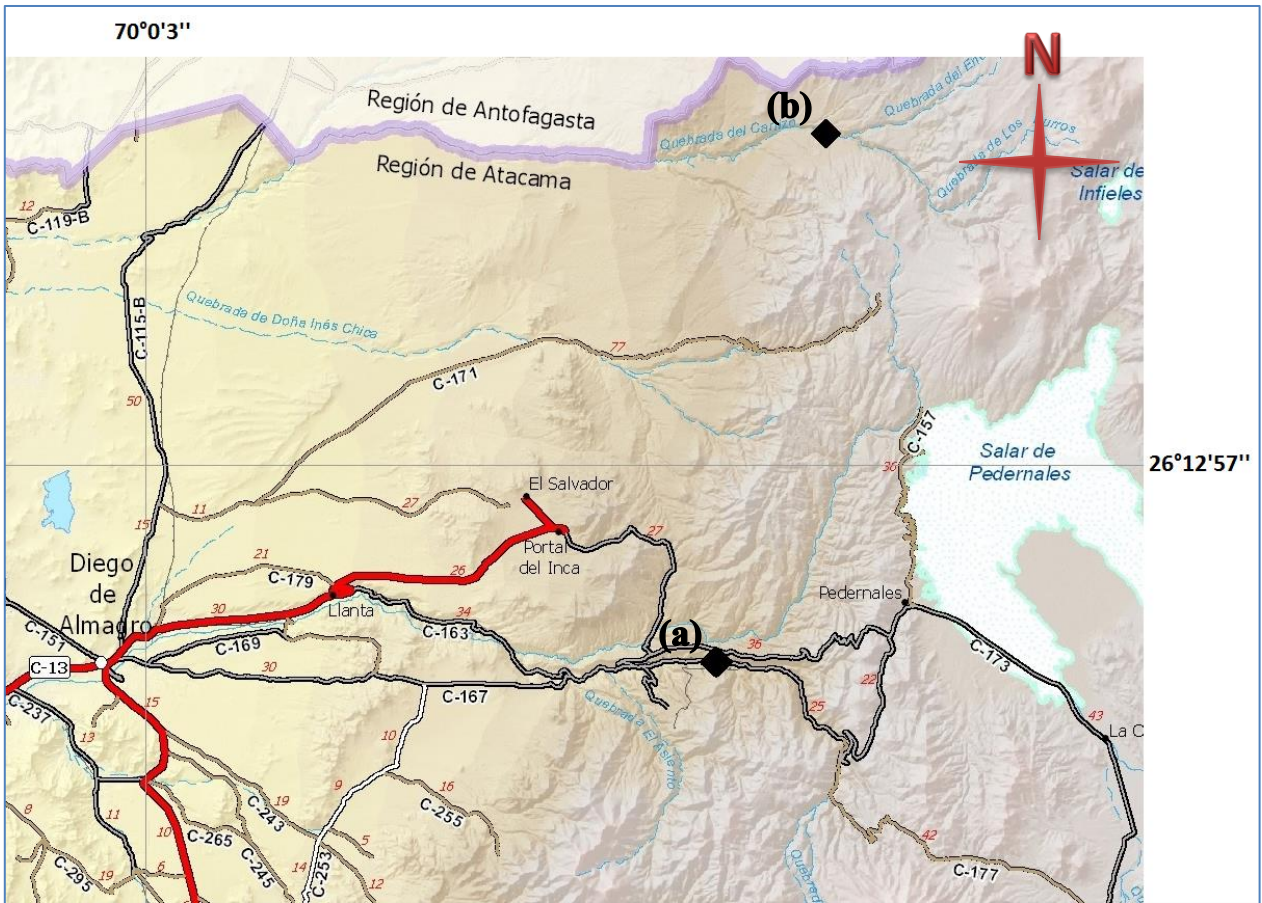 70°0'3''
N
Región de Antofagasta
(b)
Quebrada del
Quebrada de Los
Región de Atacama
Salar de
Infieles
12
C-119-B
Quebrada de Doña Inés Chica
C-115-B
77
C-171
50
C-157
Salar de
Pedernales
26°12'57''
36
El Salvador
11
27
15
27
Portal
del Inca
Diego
de
Almagro
21
C-179
26
Llanta
Pedernales
30
34
C-163
C-151
C-169
(a)
36
C-173
C-13
30
C-167
22
25
C-237
15
43
La C
13
10
Quebrada El Asiento
9
16
19
C-243
C-255
8
11
10
C-265
5
42
C-295
19
6
C-245
14
C-253
12
C-177
Quebrada